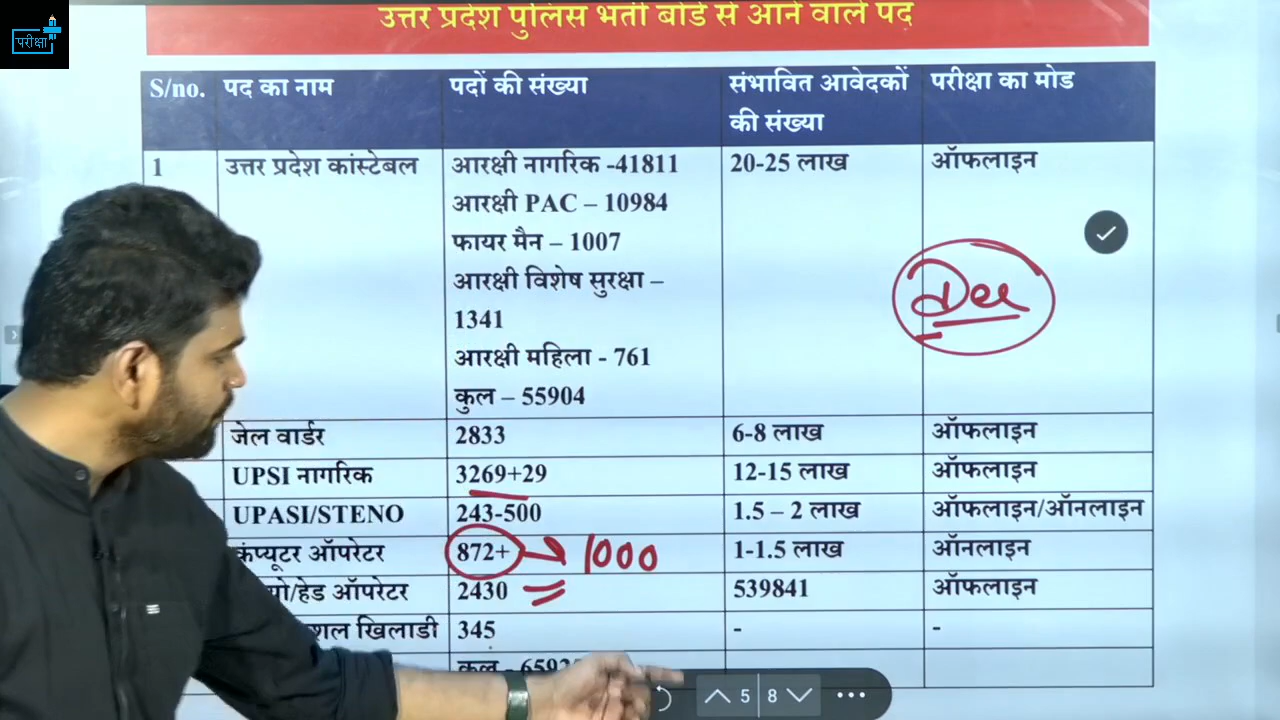 उत्तर प्रदेश पुलिस भर्ती बोर्ड से आने वाले पद
परीक्षा
S/no. पद का नाम पदों की संख्या संभावित आवेदकों की संख्या परीक्षा का मोड
1 उत्तर प्रदेश कांस्टेबल आरक्षी नागरिक -41811 20-25 लाख ऑफलाइन
आरक्षी PAC – 10984
फायर मैन – 1007
आरक्षी विशेष सुरक्षा –
1341
आरक्षी महिला - 761
कुल – 55904
जेल वार्डर 2833 6-8 लाख ऑफलाइन
UPSI नागरिक 3269+29 12-15 लाख ऑफलाइन
UPASI/STENO 243-500 1.5 – 2 लाख ऑफलाइन/ऑनलाइन
कंप्यूटर ऑपरेटर 872+ 1000 1-1.5 लाख ऑनलाइन
/हेड ऑपरेटर 2430 539841 ऑफलाइन
खिलाडी 345 - -
कुल -
5 8